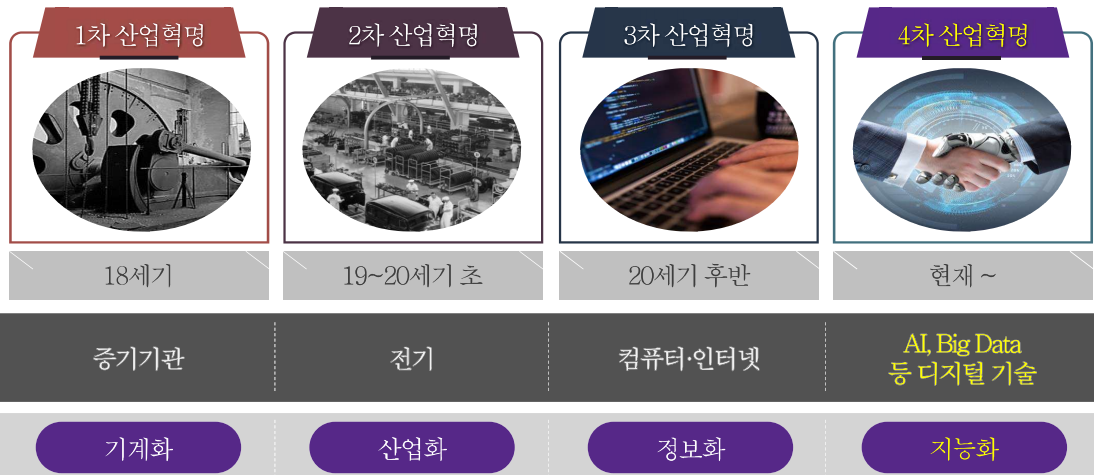 1차 산업혁명
2차 산업혁명
3차 산업혁명
4차 산업혁명
18세기
19~20세기 초
20세기 후반
현재 ~
증기기관
전기
컴퓨터·인터넷
AI, Big Data
등 디지털 기술
기계화
산업화
정보화
지능화